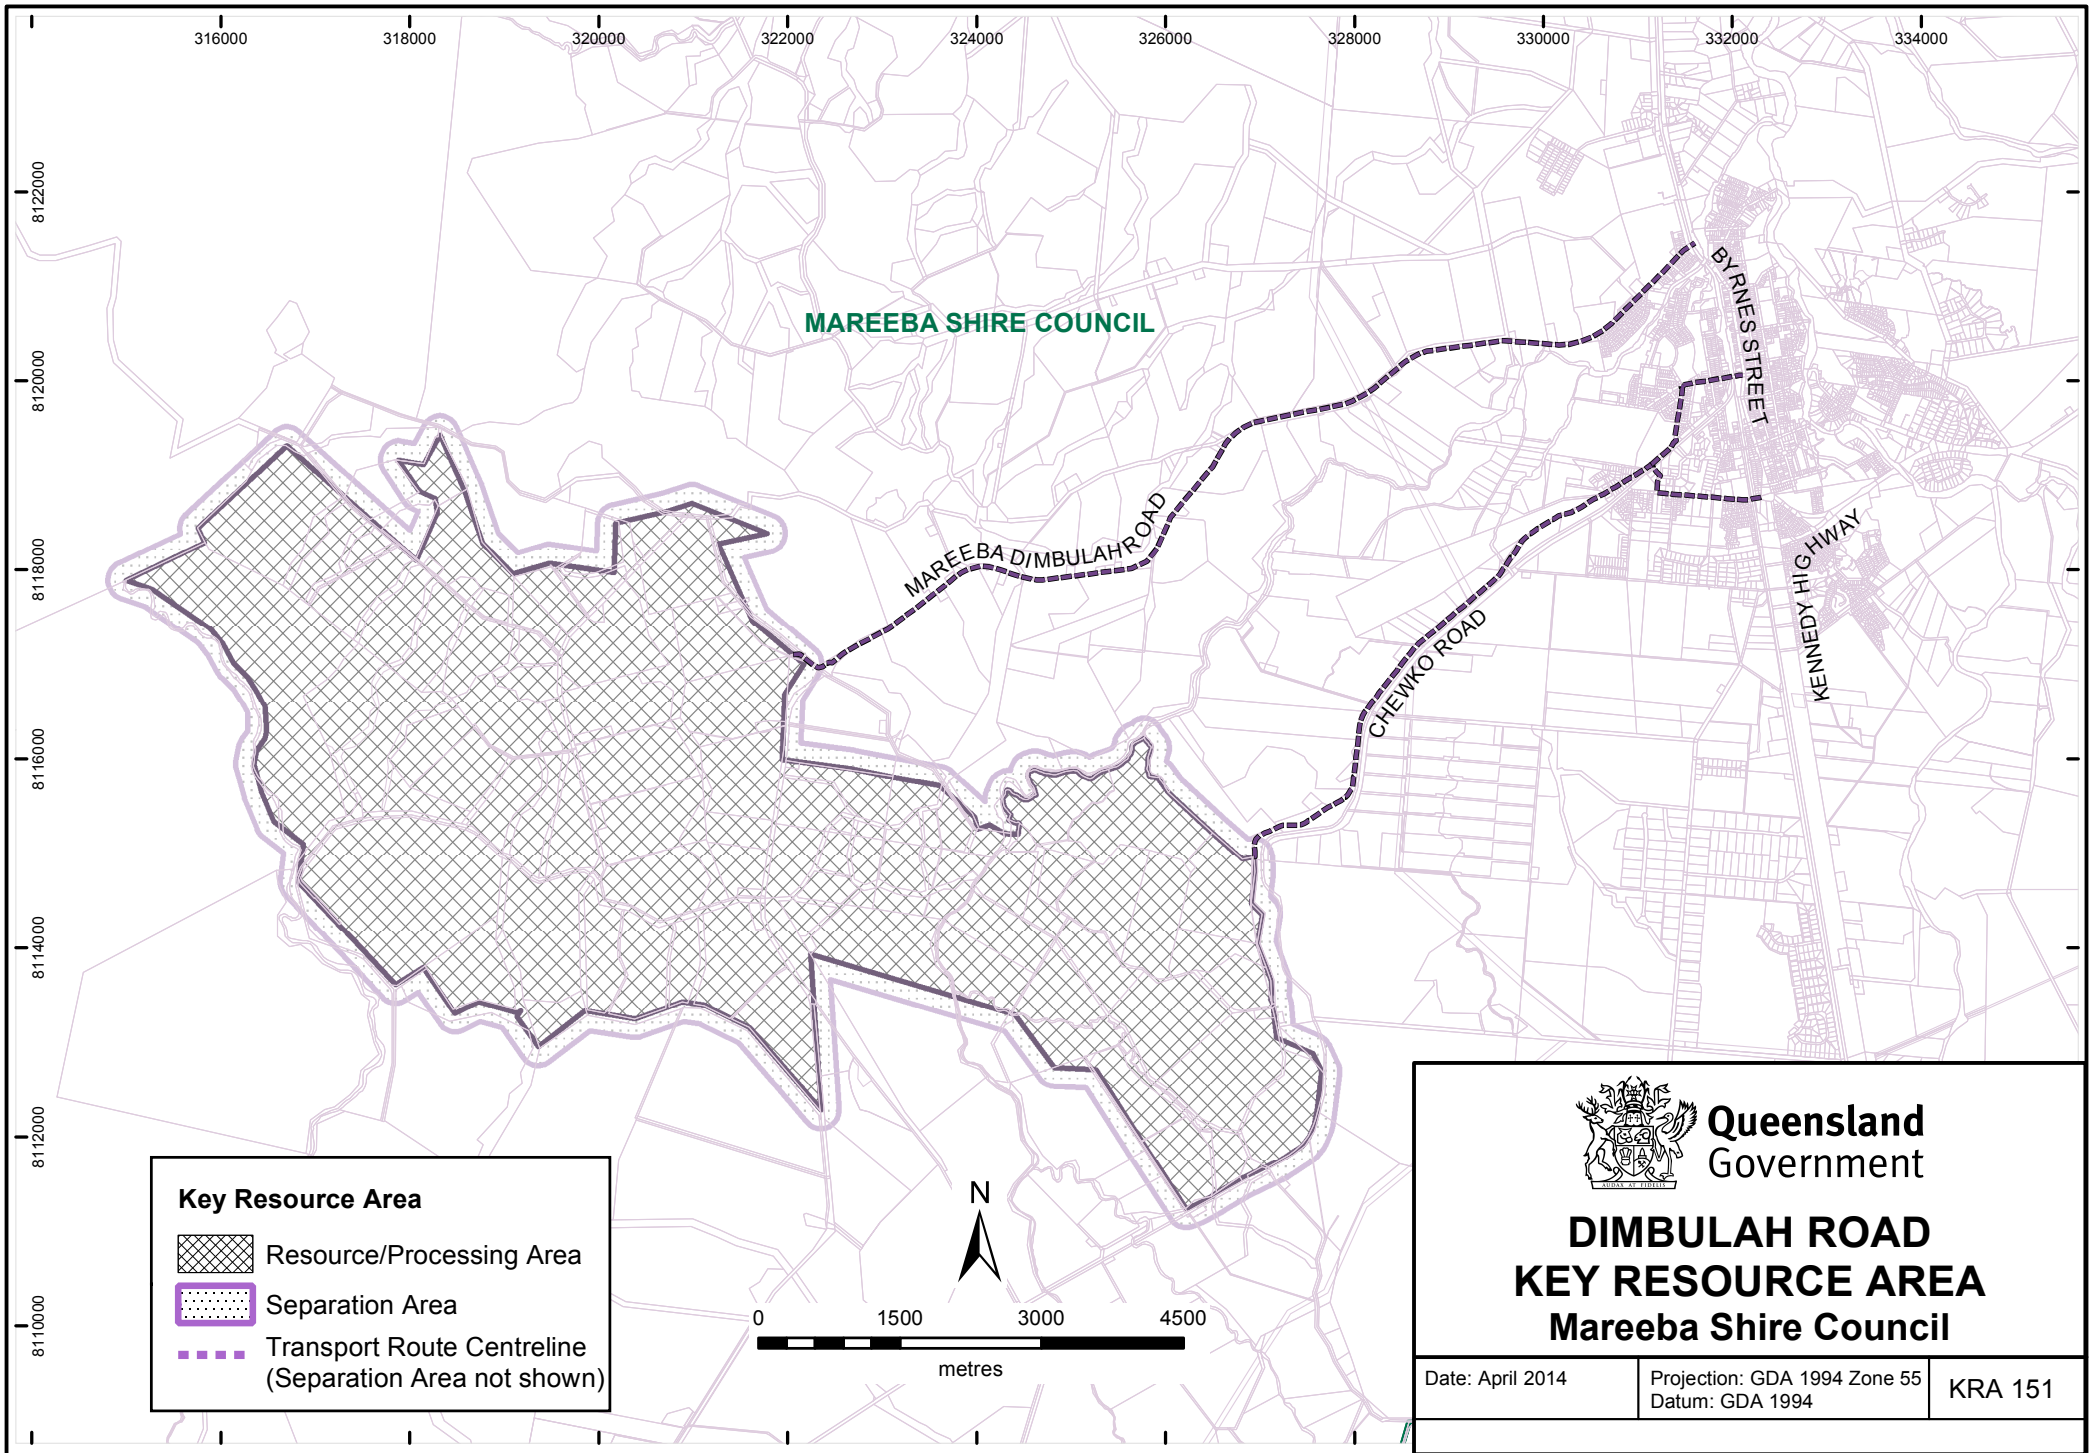 316000
318000
320000
322000
324000
326000
328000
330000
332000
334000
8122000
8120000
8118000
8116000
8114000
8112000
8110000
MAREEBA SHIRE COUNCIL
BYRNES STREET
MAREEBA DIMBULAH ROAD
CHEWKO ROAD
KENNEDY HIGHWAY
Key Resource Area
Resource/Processing Area
Separation Area
Transport Route Centreline
(Separation Area not shown)
N
0 1500 3000 4500
metres
AUDAX AT FIDELIS
Queensland
Government
DIMBULAH ROAD
KEY RESOURCE AREA
Mareeba Shire Council
Date: April 2014
Projection: GDA 1994 Zone 55
Datum: GDA 1994
KRA 151